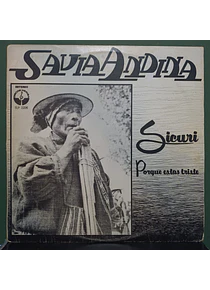 SAVIA ANDINA
Sicuri
Porque estas triste